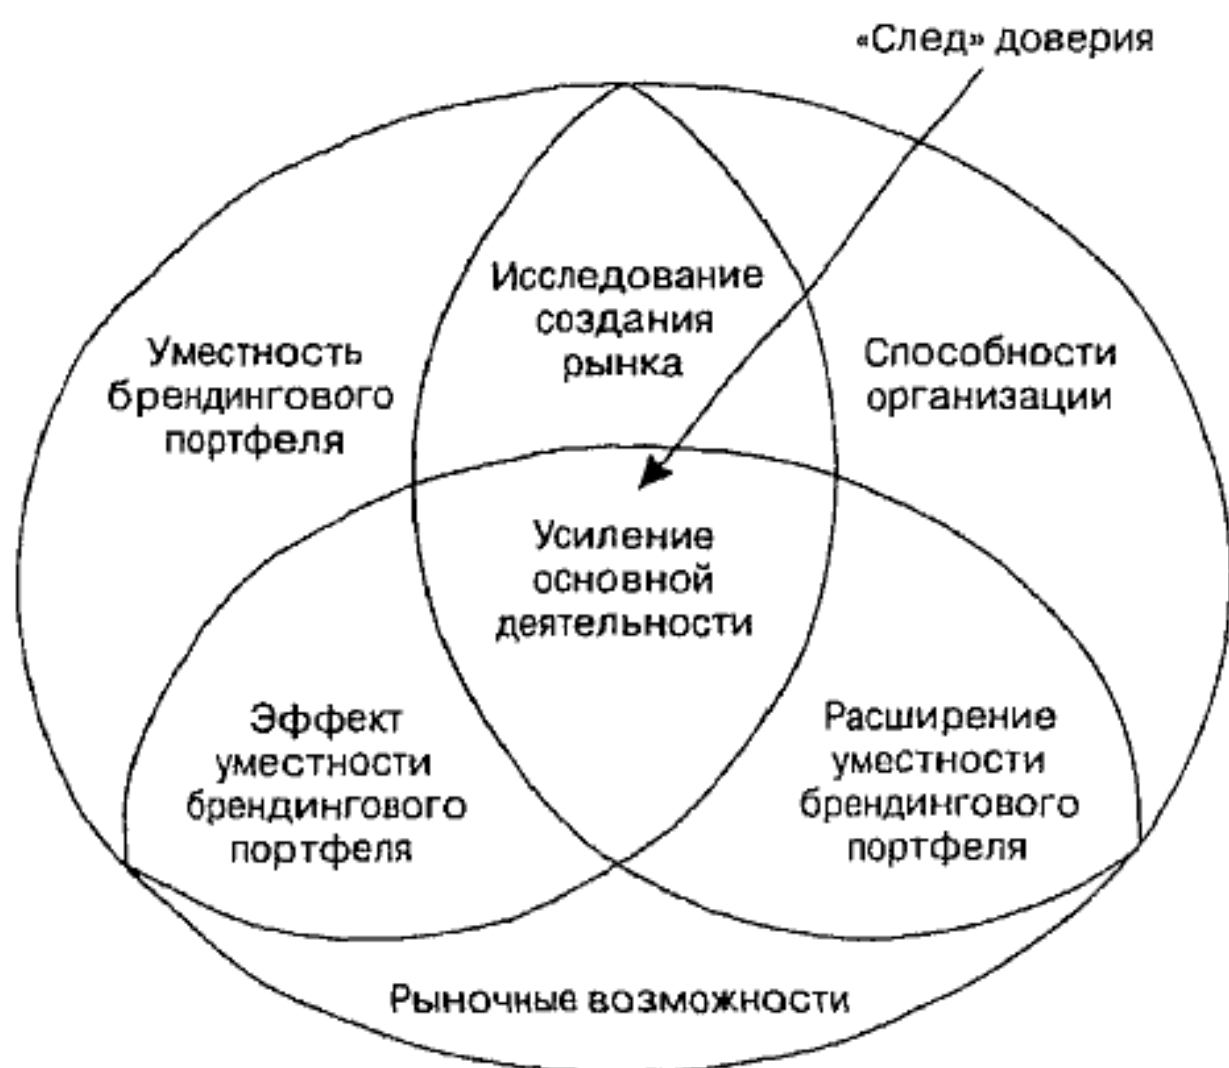 «След» доверия
Исследование
создания
рынка
Уместность
брендингового
портфеля
Способности
организации
Усиление
основной
деятельности
Эффект
уместности
брендингового
портфеля
Расширение
уместности
брендингового
портфеля
Рыночные возможности